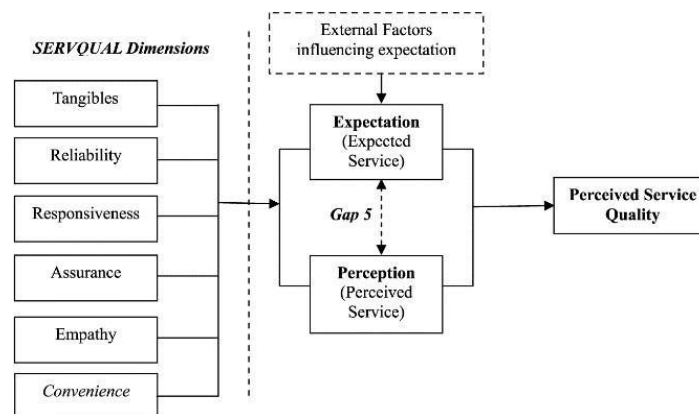 SERVQUAL Dimensions
Tangibles
Reliability
Responsiveness
Assurance
Empathy
Convenience
External Factors
influencing expectation
Expectation
(Expected
Service)
Gap 5
Perception
(Perceived
Service)
Perceived Service
Quality